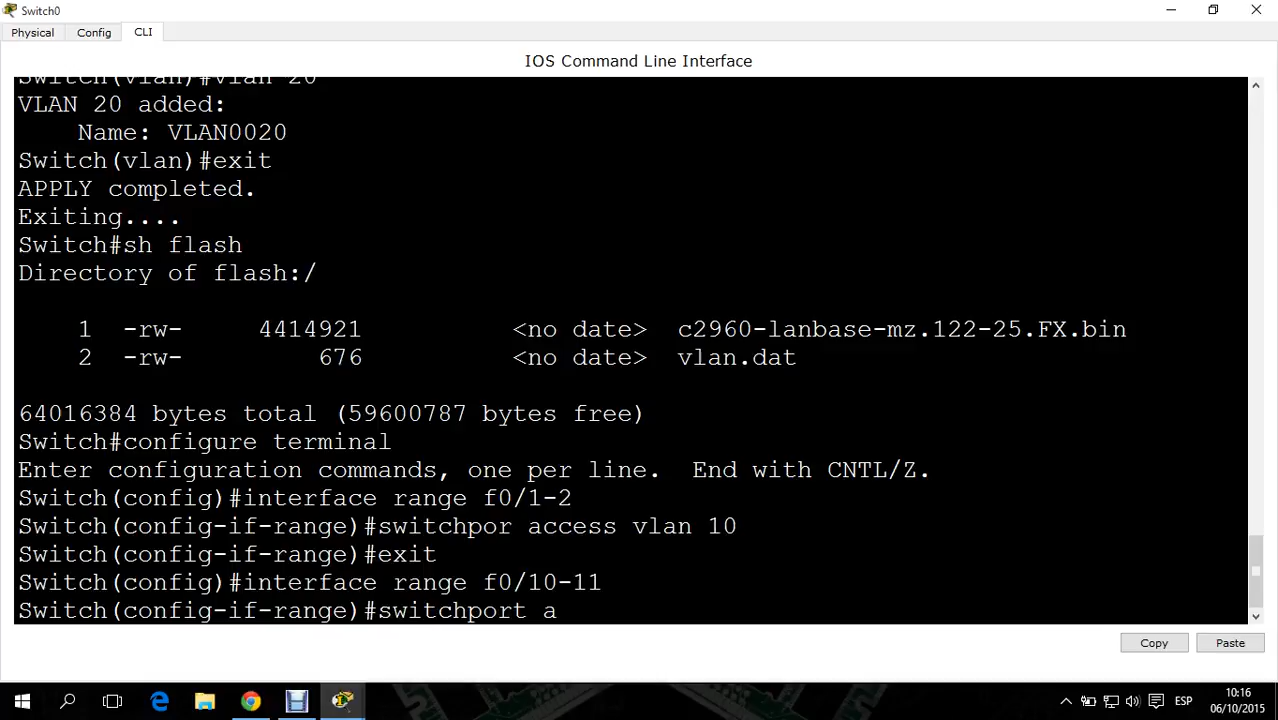 Switch0
Physical Config CLI
IOS Command Line Interface
Switch(vlan)#vlan 20
VLAN 20 added:
Name: VLAN0020
Switch(vlan)#exit
APPLY completed.
Exiting....
Switch#sh flash
Directory of flash:/
1 -rw- 4414921 <no date> c2960-lanbase-mz.122-25.FX.bin
2 -rw- 676 <no date> vlan.dat
64016384 bytes total (59600787 bytes free)
Switch#configure terminal
Enter configuration commands, one per line. End with CNTL/Z.
Switch(config)#interface range f0/1-2
Switch(config-if-range)#switchpor access vlan 10
Switch(config-if-range)#exit
Switch(config)#interface range f0/10-11
Switch(config-if-range)#switchport a
Copy Paste
ESP
10:16
06/10/2015